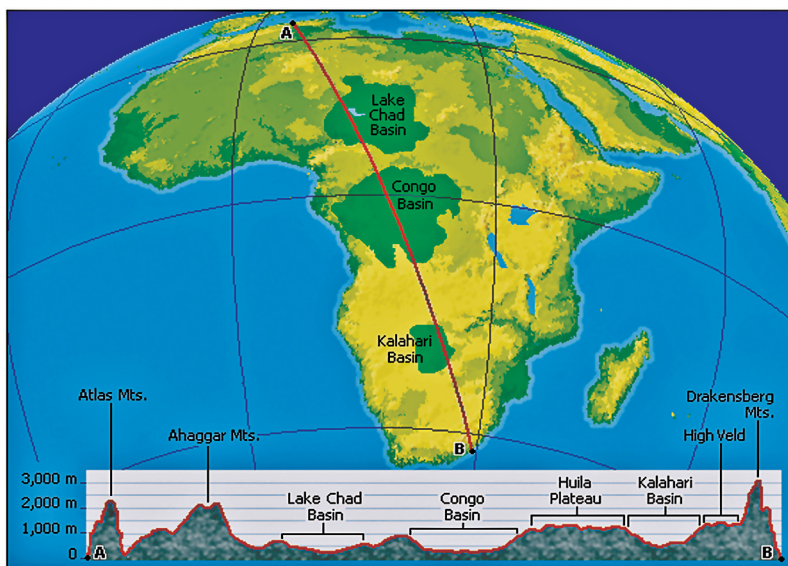 A
Lake
Chad
Basin
Congo
Basin
Kalahari
Basin
B
Atlas Mts.
Ahaggar Mts.
Drakensberg
Mts.
High Veld
3,000 m
2,000 m
1,000 m
0
Lake Chad
Basin
Congo
Basin
Huila
Plateau
Kalahari
Basin
A
B